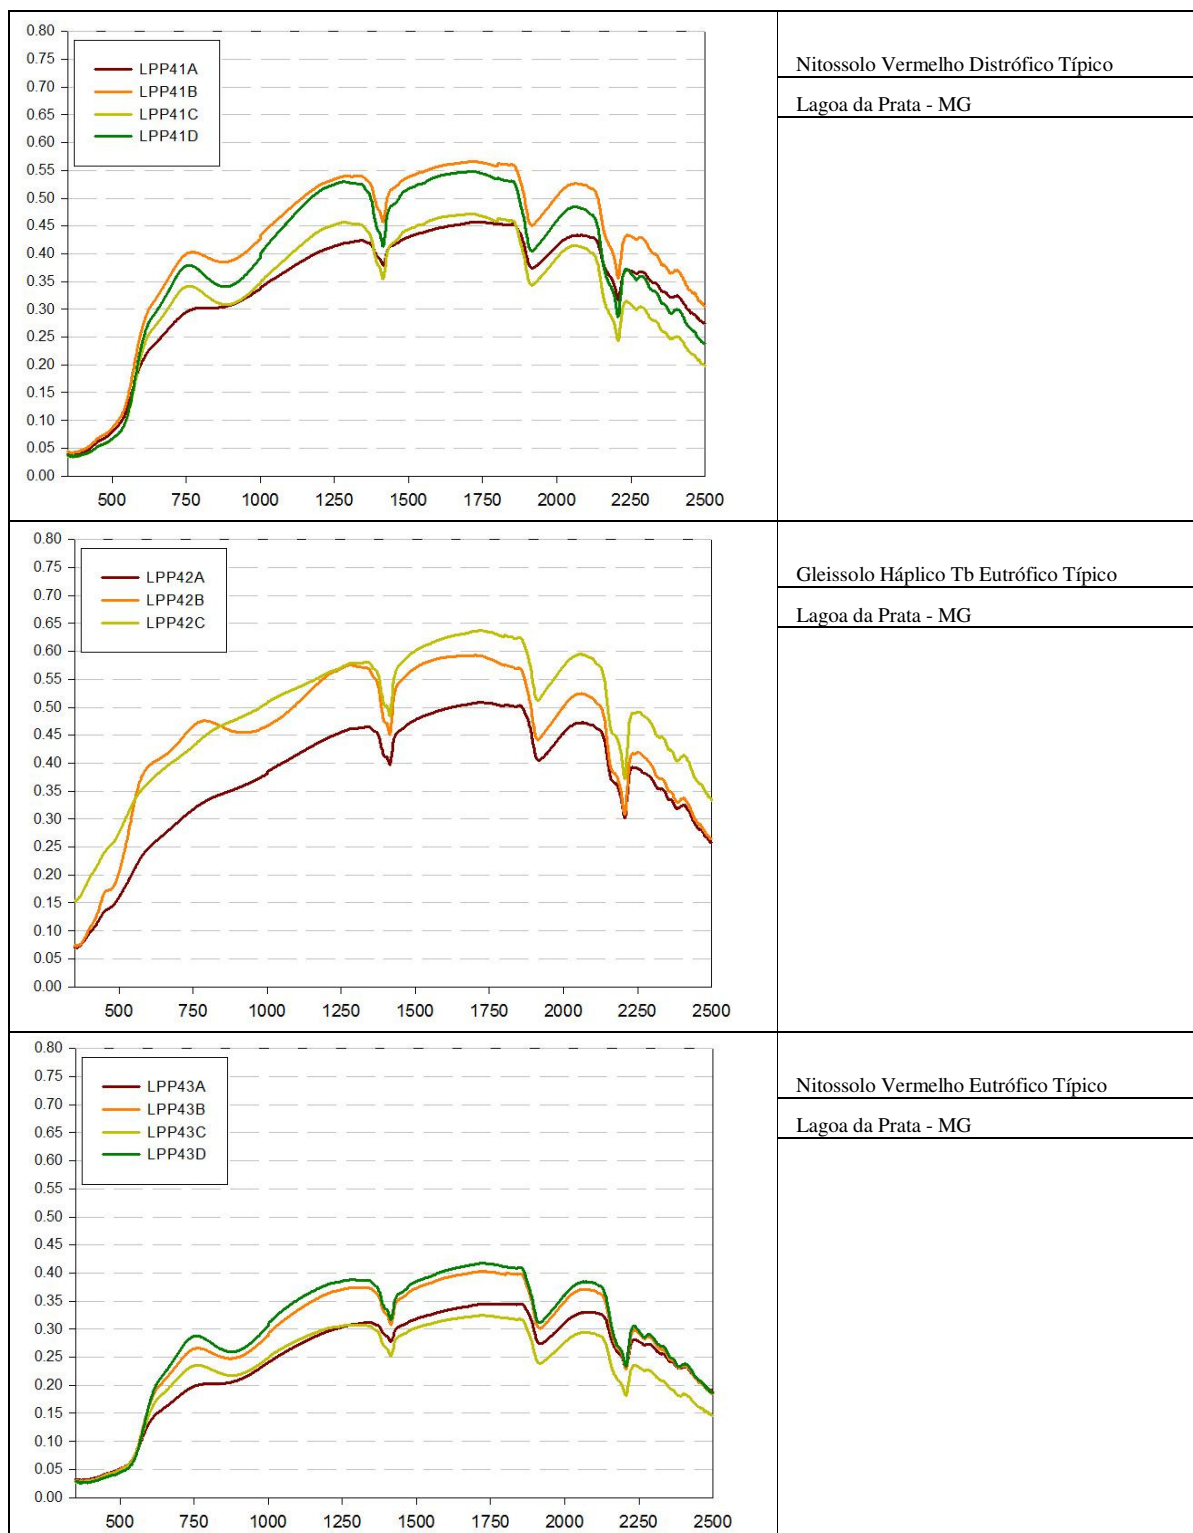 0.80
0.75
0.70
0.65
0.60
0.55
0.50
0.45
0.40
0.35
0.30
0.25
0.20
0.15
0.10
0.05
0.00
LPP41A
LPP41B
LPP41C
LPP41D
500 750 1000 1250 1500 1750 2000 2250 2500
Nitossolo Vermelho Distrófico Típico
Lagoa da Prata - MG
0.80
0.75
0.70
0.65
0.60
0.55
0.50
0.45
0.40
0.35
0.30
0.25
0.20
0.15
0.10
0.05
0.00
LPP42A
LPP42B
LPP42C
500 750 1000 1250 1500 1750 2000 2250 2500
Gleissolo Háplico Tb Eutrófico Típico
Lagoa da Prata - MG
0.80
0.75
0.70
0.65
0.60
0.55
0.50
0.45
0.40
0.35
0.30
0.25
0.20
0.15
0.10
0.05
0.00
LPP43A
LPP43B
LPP43C
LPP43D
500 750 1000 1250 1500 1750 2000 2250 2500
Nitossolo Vermelho Eutrófico Típico
Lagoa da Prata - MG